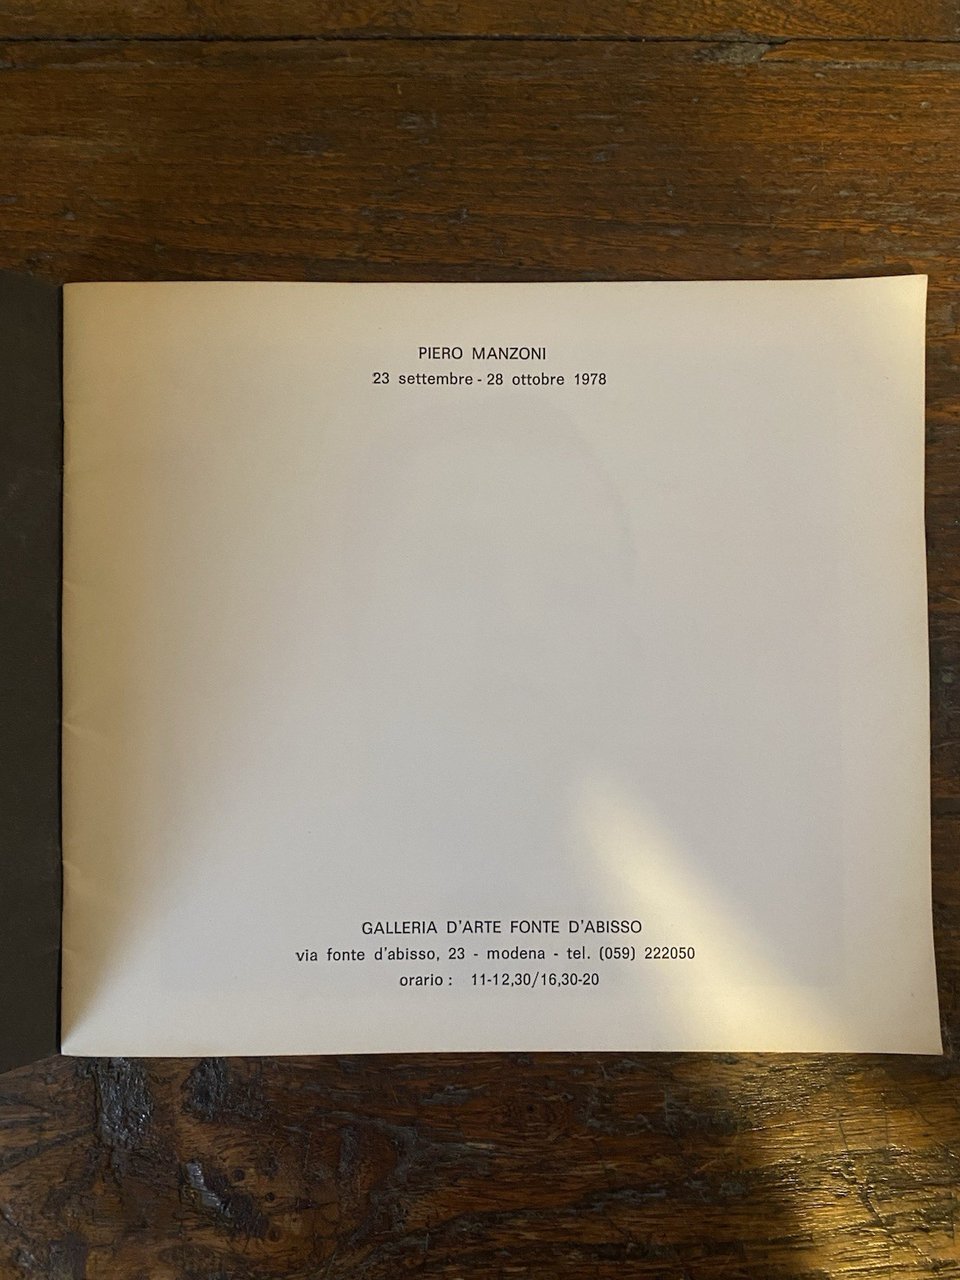 PIERO MANZONI
23 settembre - 28 ottobre 1978
GALLERIA D'ARTE FONTE D'ABISSO
via fonte d'abisso, 23 - modena - tel. (059) 222050
orario : 11-12,30/16,30-20